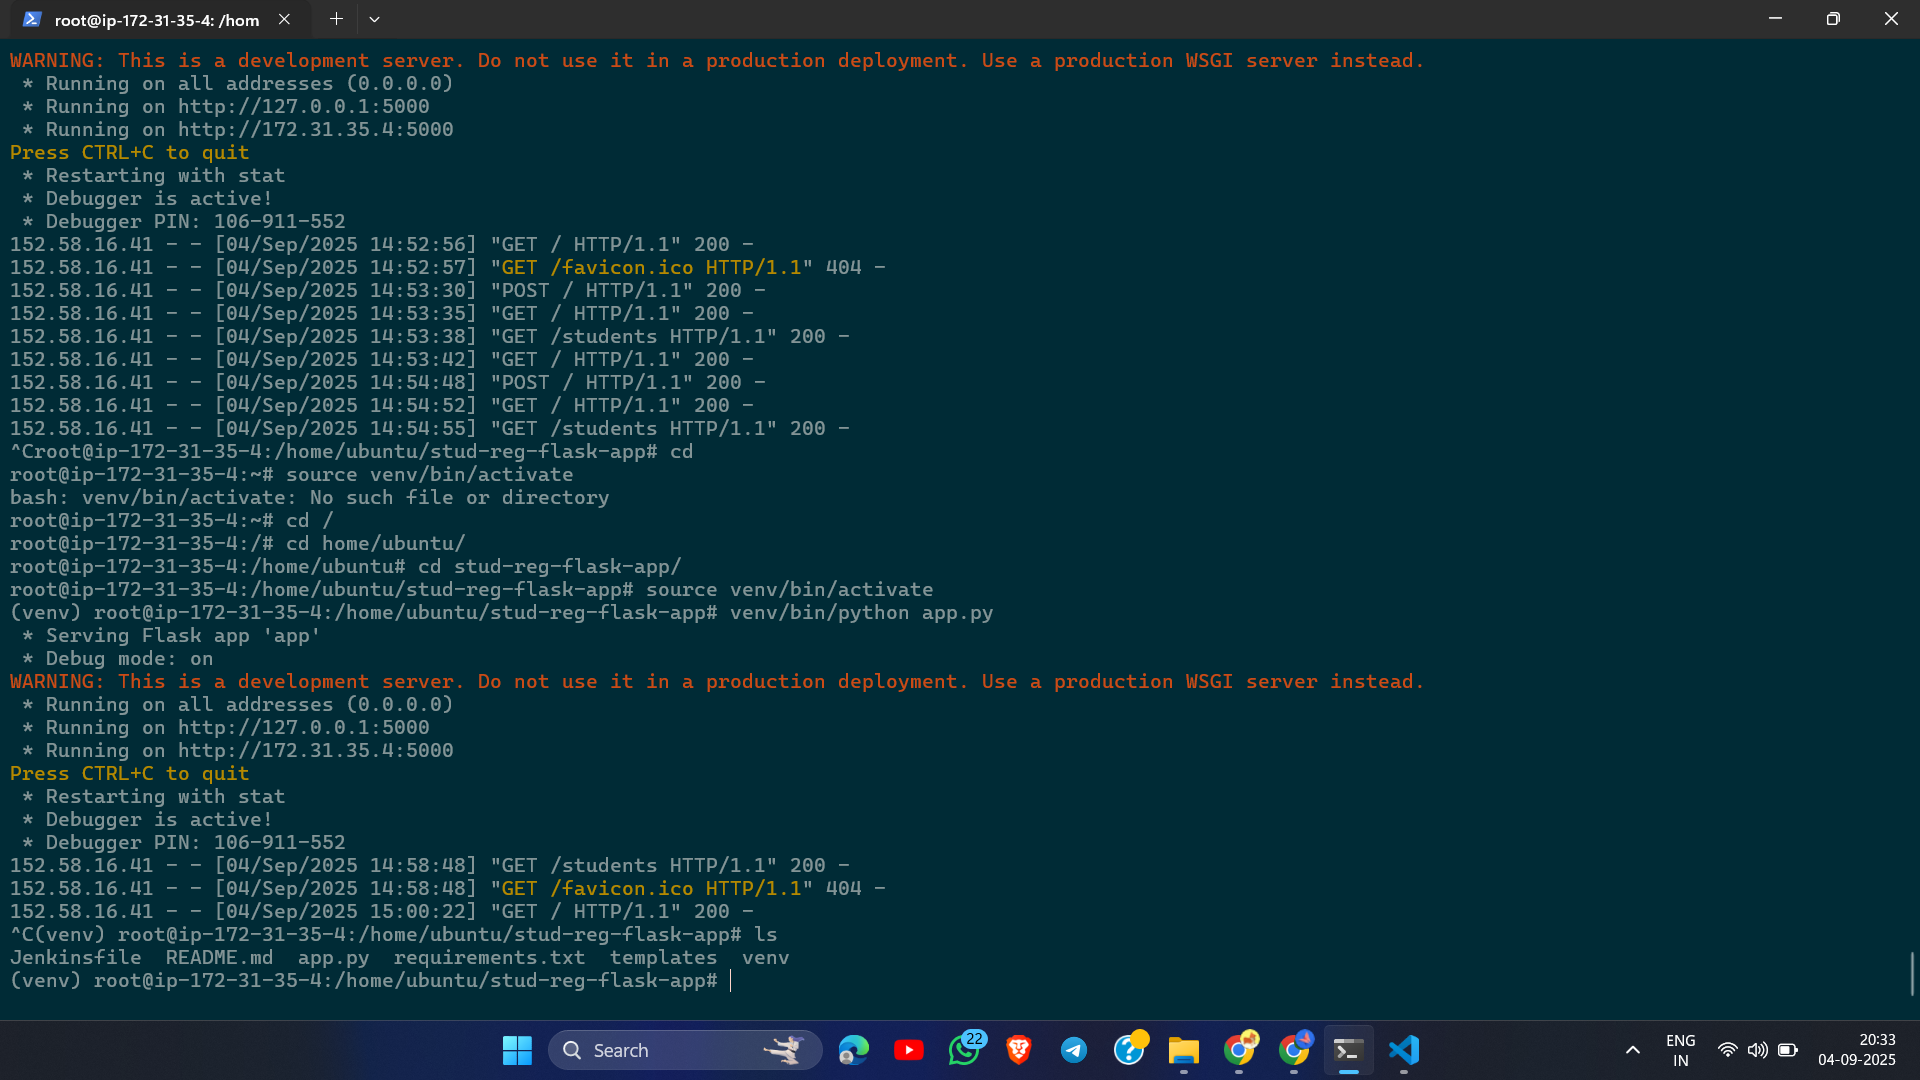 root@ip-172-31-35-4: /hom
WARNING: This is a development server. Do not use it in a production deployment. Use a production WSGI server instead.
 * Running on all addresses (0.0.0.0)
 * Running on http://127.0.0.1:5000
 * Running on http://172.31.35.4:5000
Press CTRL+C to quit
 * Restarting with stat
 * Debugger is active!
 * Debugger PIN: 106-911-552
152.58.16.41 - - [04/Sep/2025 14:52:56] "GET / HTTP/1.1" 200 -
152.58.16.41 - - [04/Sep/2025 14:52:57] "GET /favicon.ico HTTP/1.1" 404 -
152.58.16.41 - - [04/Sep/2025 14:53:30] "POST / HTTP/1.1" 200 -
152.58.16.41 - - [04/Sep/2025 14:53:35] "GET / HTTP/1.1" 200 -
152.58.16.41 - - [04/Sep/2025 14:53:38] "GET /students HTTP/1.1" 200 -
152.58.16.41 - - [04/Sep/2025 14:53:42] "GET / HTTP/1.1" 200 -
152.58.16.41 - - [04/Sep/2025 14:54:48] "POST / HTTP/1.1" 200 -
152.58.16.41 - - [04/Sep/2025 14:54:52] "GET / HTTP/1.1" 200 -
152.58.16.41 - - [04/Sep/2025 14:54:55] "GET /students HTTP/1.1" 200 -
^Croot@ip-172-31-35-4:/home/ubuntu/stud-reg-flask-app# cd
root@ip-172-31-35-4:~# source venv/bin/activate
bash: venv/bin/activate: No such file or directory
root@ip-172-31-35-4:~# cd /
root@ip-172-31-35-4:/# cd home/ubuntu/
root@ip-172-31-35-4:/home/ubuntu# cd stud-reg-flask-app/
root@ip-172-31-35-4:/home/ubuntu/stud-reg-flask-app# source venv/bin/activate
(venv) root@ip-172-31-35-4:/home/ubuntu/stud-reg-flask-app# venv/bin/python app.py
 * Serving Flask app 'app'
 * Debug mode: on
WARNING: This is a development server. Do not use it in a production deployment. Use a production WSGI server instead.
 * Running on all addresses (0.0.0.0)
 * Running on http://127.0.0.1:5000
 * Running on http://172.31.35.4:5000
Press CTRL+C to quit
 * Restarting with stat
 * Debugger is active!
 * Debugger PIN: 106-911-552
152.58.16.41 - - [04/Sep/2025 14:58:48] "GET /students HTTP/1.1" 200 -
152.58.16.41 - - [04/Sep/2025 14:58:48] "GET /favicon.ico HTTP/1.1" 404 -
152.58.16.41 - - [04/Sep/2025 15:00:22] "GET / HTTP/1.1" 200 -
^C(venv) root@ip-172-31-35-4:/home/ubuntu/stud-reg-flask-app# ls
Jenkinsfile  README.md  app.py  requirements.txt  templates  venv
(venv) root@ip-172-31-35-4:/home/ubuntu/stud-reg-flask-app#
Search
22
ENG
IN
20:33
04-09-2025